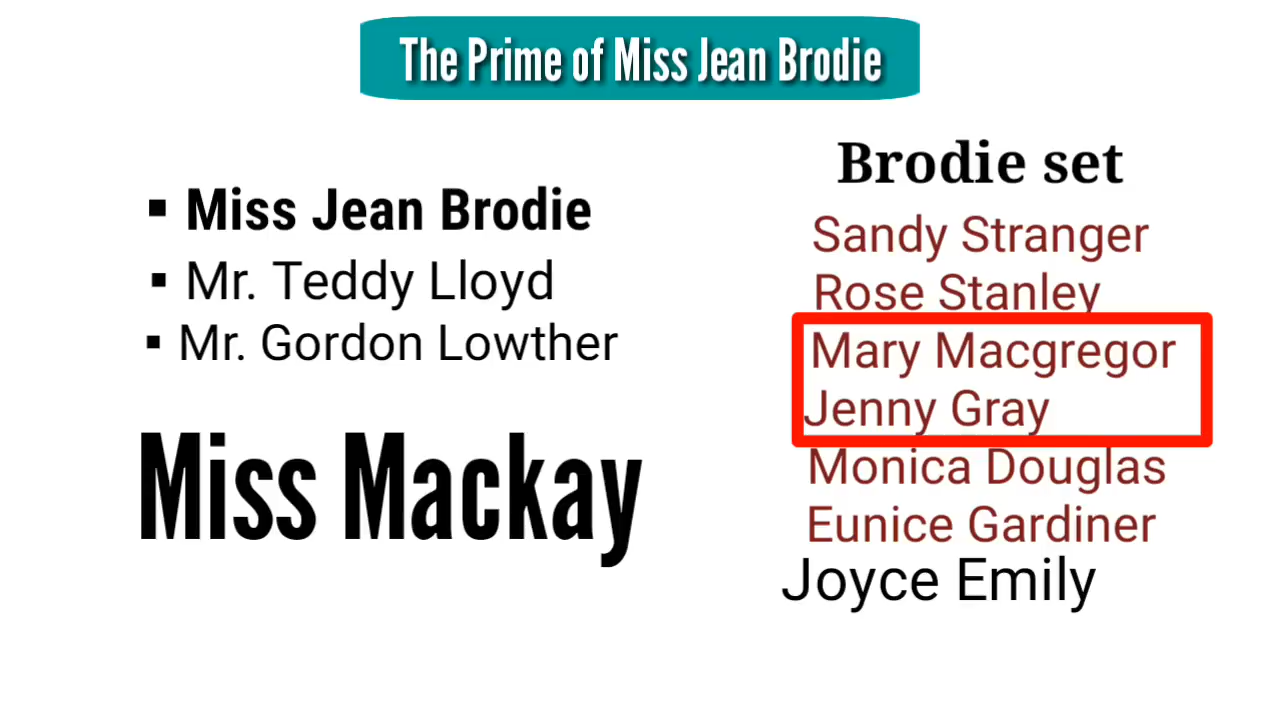 The Prime of Miss Jean Brodie
▪ Miss Jean Brodie
▪ Mr. Teddy Lloyd
▪ Mr. Gordon Lowther
Miss Mackay
Brodie set
Sandy Stranger
Rose Stanley
Mary Macgregor
Jenny Gray
Monica Douglas
Eunice Gardiner
Joyce Emily